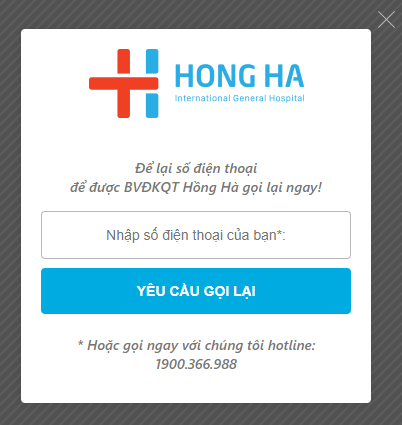 HONG HA
International General Hospital
Để lại số điện thoại
để được BVĐKQT Hồng Hà gọi lại ngay!
Nhập số điện thoại của bạn*:
YÊU CẦU GỌI LẠI
* Hoặc gọi ngay với chúng tôi hotline:
1900.366.988